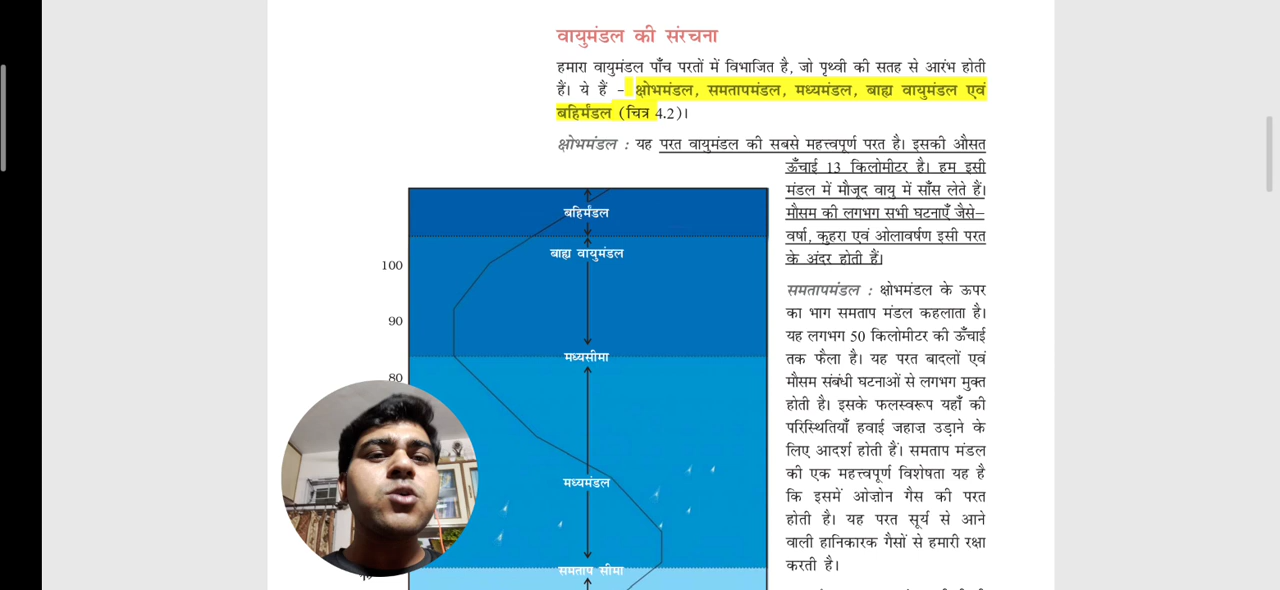 वायुमंडल की संरचना
हमारा वायुमंडल पाँच परतों में विभाजित है, जो पृथ्वी की सतह से आरंभ होती
हैं। ये हैं – क्षोभमंडल, समतापमंडल, मध्यमंडल, बाह्य वायुमंडल एवं
बहिर्मंडल (चित्र 4.2)।
क्षोभमंडल : यह परत वायुमंडल की सबसे महत्त्वपूर्ण परत है। इसकी औसत
ऊँचाई 13 किलोमीटर है। हम इसी
मंडल में मौजूद वायु में साँस लेते हैं।
मौसम की लगभग सभी घटनाएँ जैसे–
वर्षा, कुहरा एवं ओलावर्षण इसी परत
के अंदर होती हैं।
समतापमंडल : क्षोभमंडल के ऊपर
का भाग समताप मंडल कहलाता है।
यह लगभग 50 किलोमीटर की ऊँचाई
तक फैला है। यह परत बादलों एवं
मौसम संबंधी घटनाओं से लगभग मुक्त
होती है। इसके फलस्वरूप यहाँ की
परिस्थितियाँ हवाई जहाज़ उड़ाने के
लिए आदर्श होती हैं। समताप मंडल
की एक महत्त्वपूर्ण विशेषता यह है
कि इसमें ओज़ोन गैस की परत
होती है। यह परत सूर्य से आने
वाली हानिकारक गैसों से हमारी रक्षा
करती है।
बहिर्मंडल
बाह्य वायुमंडल
100
90
मध्यसीमा
80
मध्यमंडल
समताप सीमा